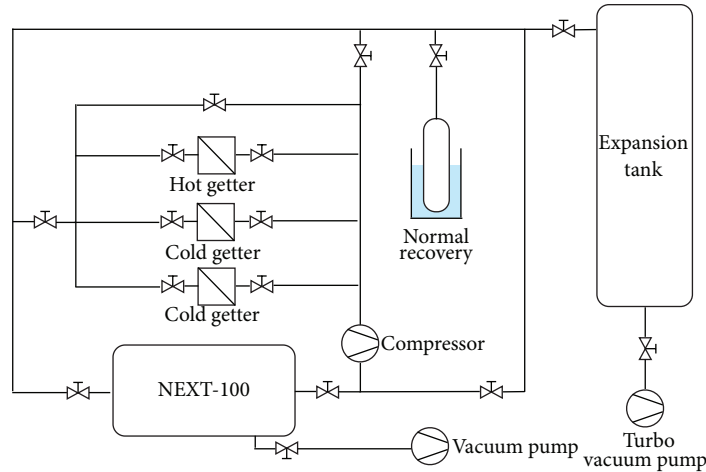 Expansion
tank
Hot getter
Cold getter
Normal
recovery
Cold getter
Compressor
NEXT-100
Vacuum pump
Turbo
vacuum pump